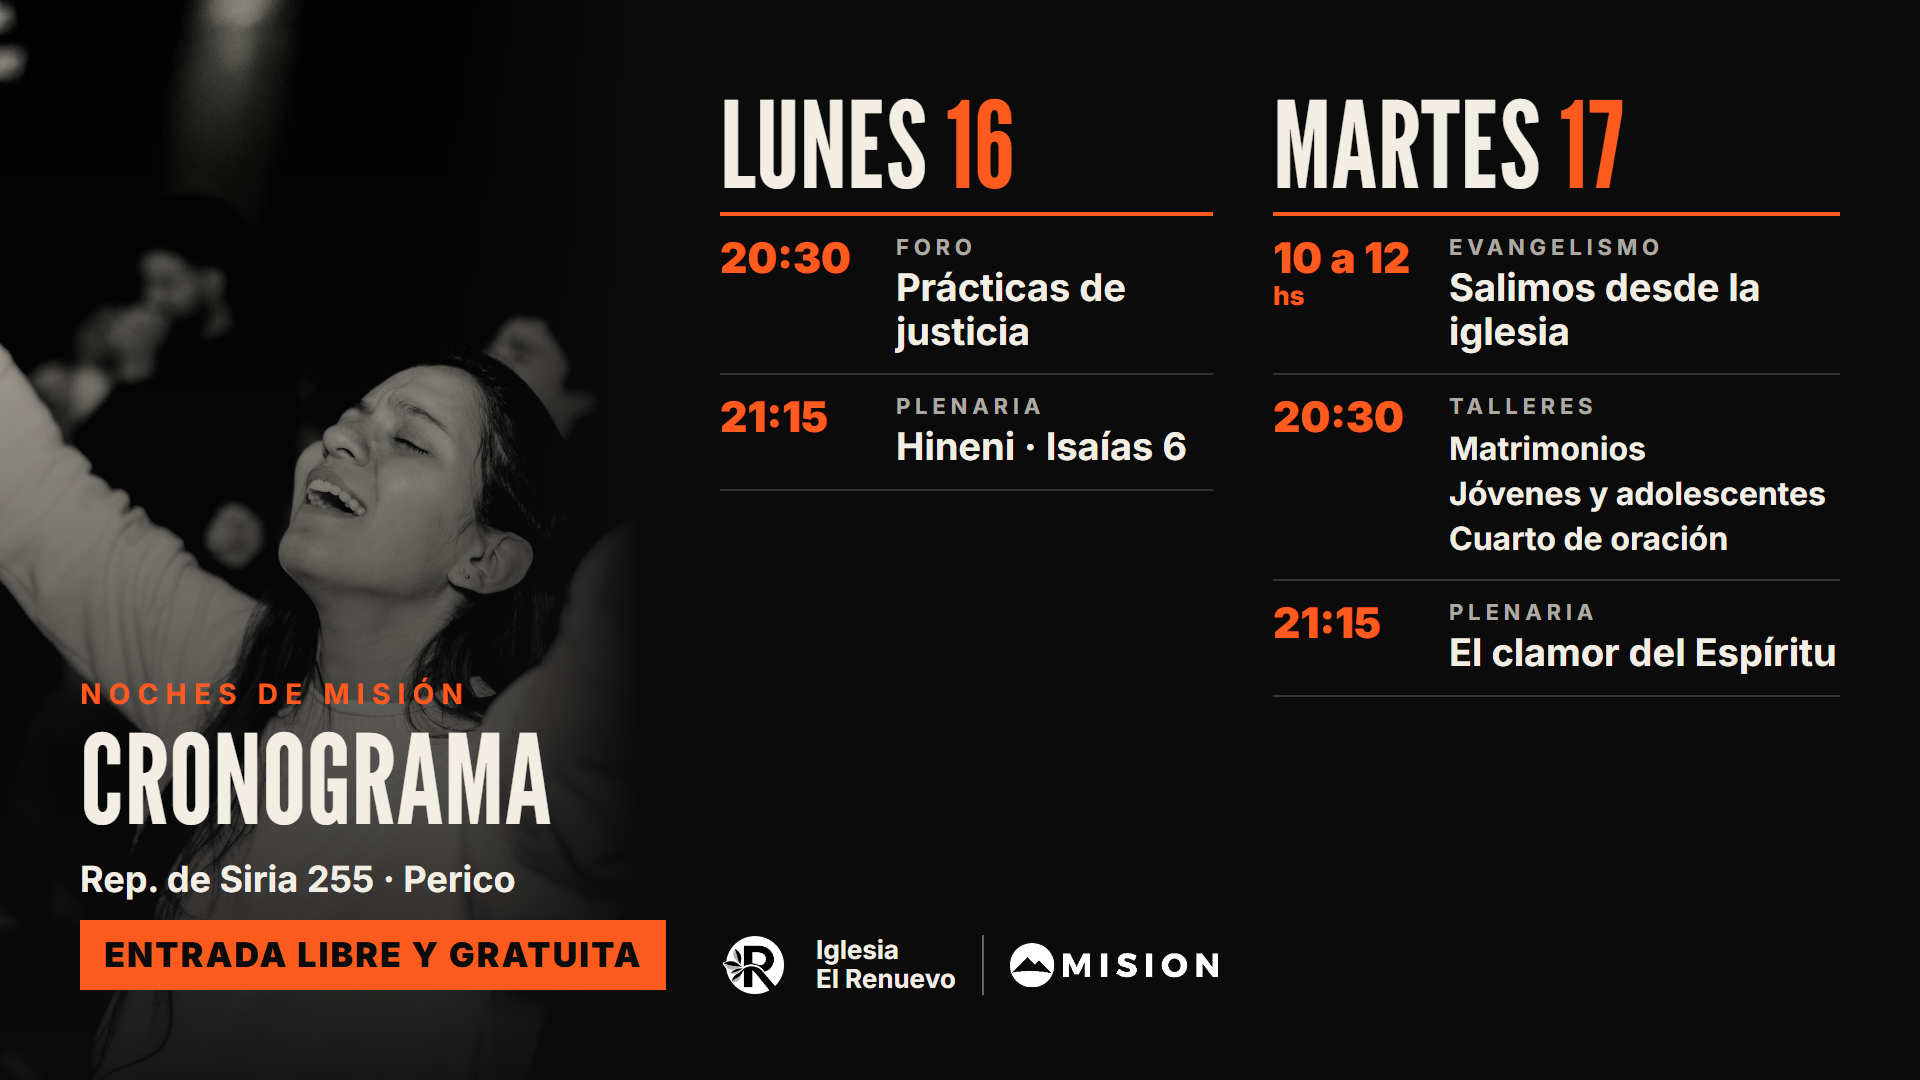 NOCHES DE MISIÓN
CRONOGRAMA
Rep. de Siria 255 · Perico
ENTRADA LIBRE Y GRATUITA
LUNES 16
20:30
FORO
Prácticas de
justicia
21:15
PLENARIA
Hineni · Isaías 6
MARTES 17
10 a 12
hs
EVANGELISMO
Salimos desde la
iglesia
20:30
TALLERES
Matrimonios
Jóvenes y adolescentes
Cuarto de oración
21:15
PLENARIA
El clamor del Espíritu
R
Iglesia
El Renuevo
MISION